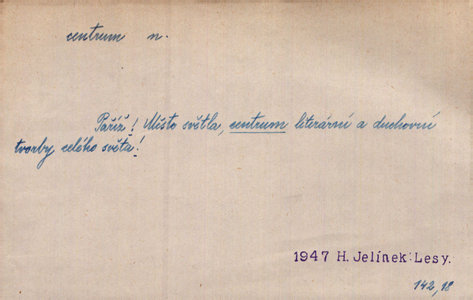 centrum n.
Paříž! Město světla, centrum literární a duchovní
tvorby celého světa!
1947 H. Jelínek: Lesy.
142, 18